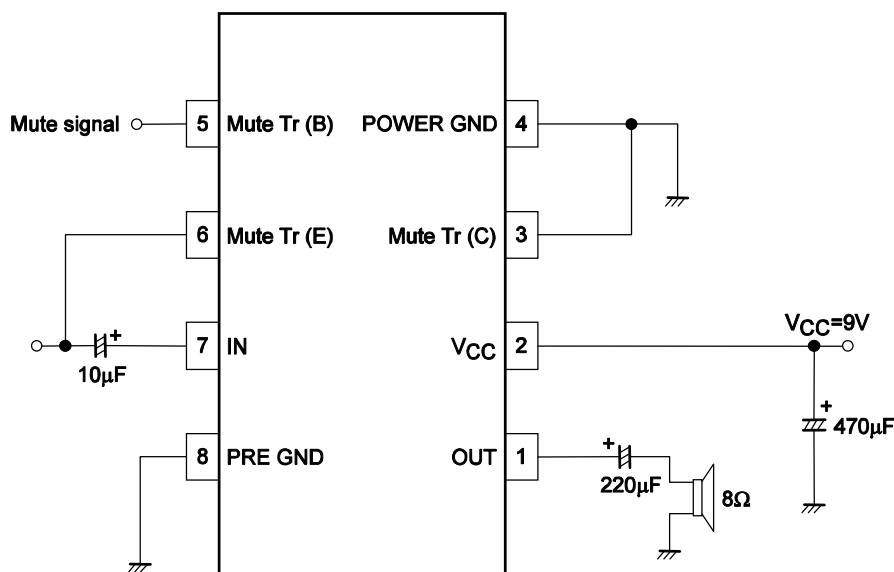 Mute signal 5 Mute Tr (B) POWER GND 4
6 Mute Tr (E) Mute Tr (C) 3
VCC=9V
7 IN VCC 2
+
10μF
+
470μF
8 PRE GND OUT 1
+
220μF
8Ω